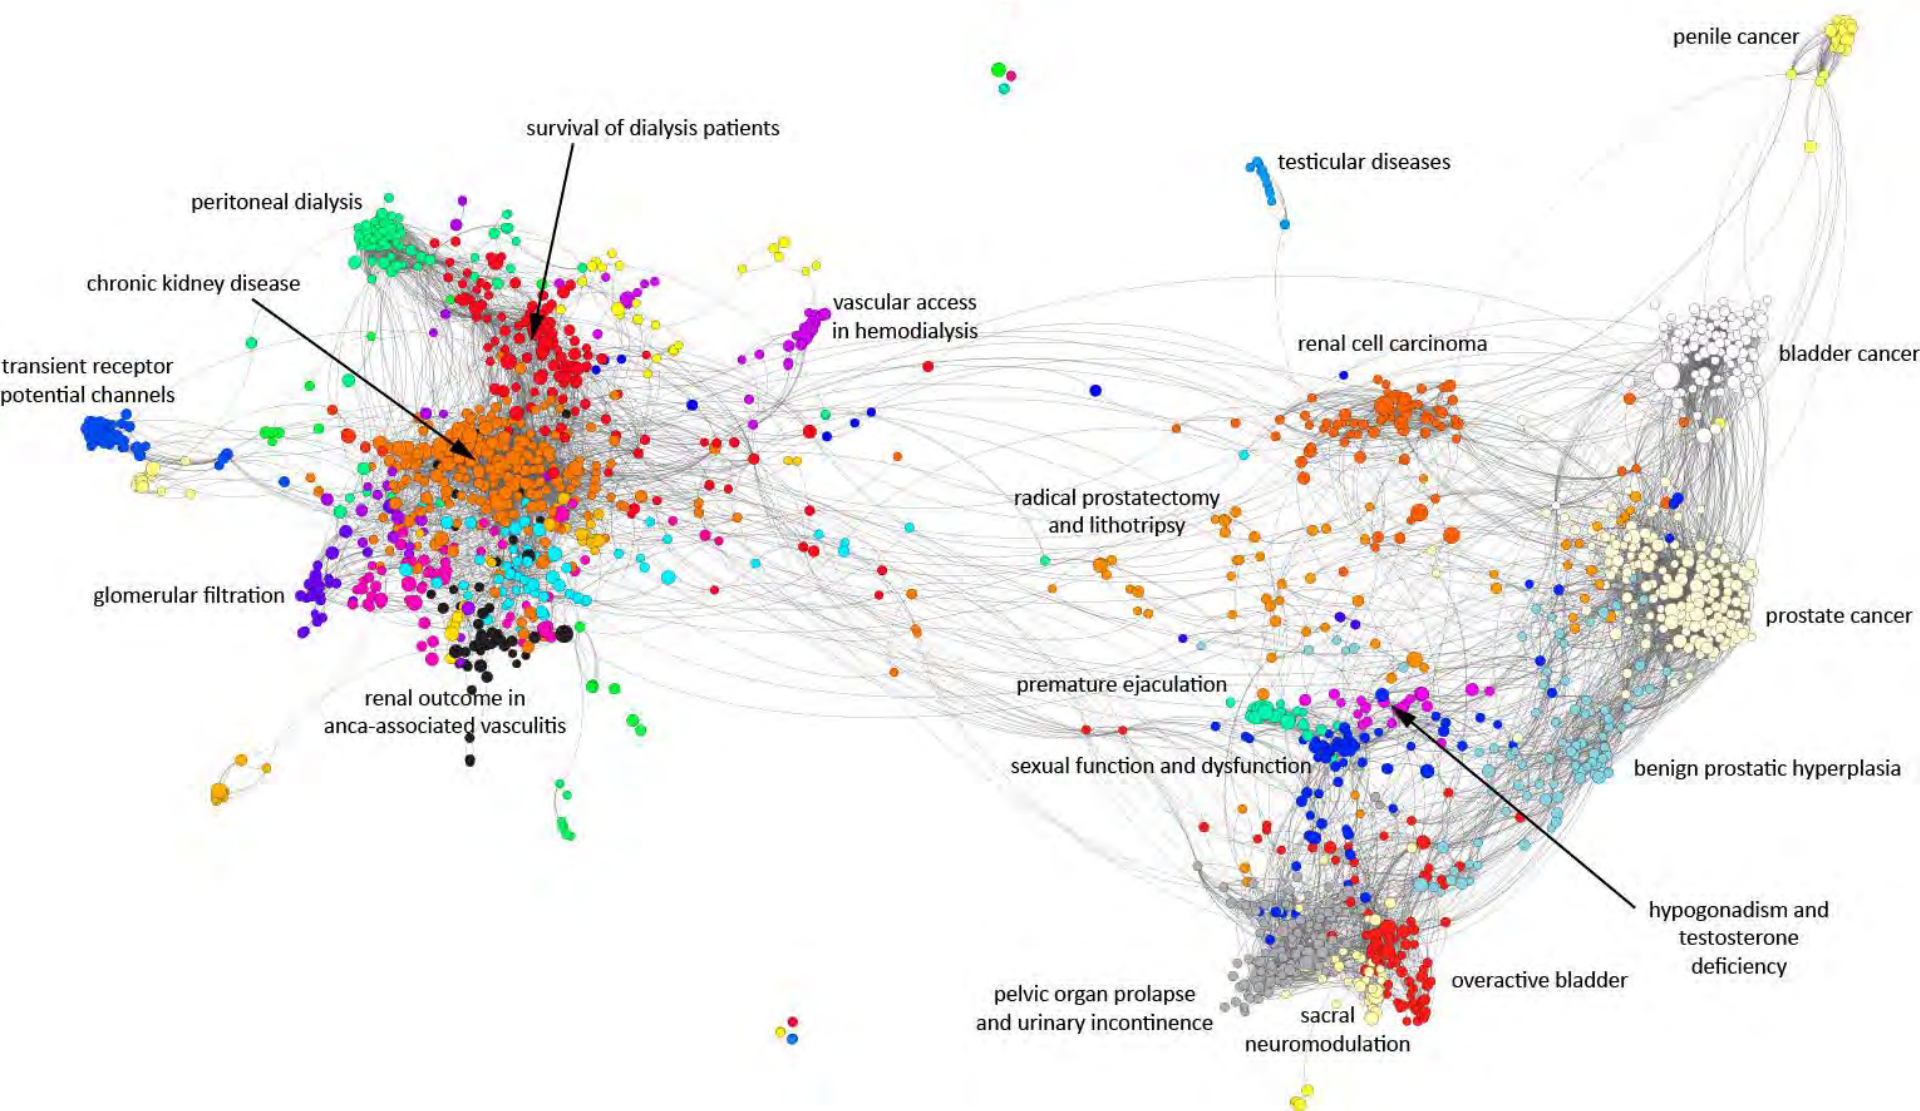 penile cancer
survival of dialysis patients
testicular diseases
peritoneal dialysis
chronic kidney disease
vascular access
in hemodialysis
renal cell carcinoma
bladder cancer
transient receptor
potential channels
radical prostatectomy
and lithotripsy
glomerular filtration
prostate cancer
renal outcome in
anca-associated vasculitis
premature ejaculation
sexual function and dysfunction
benign prostatic hyperplasia
hypogonadism and
testosterone
deficiency
overactive bladder
pelvic organ prolapse
and urinary incontinence
sacral
neuromodulation